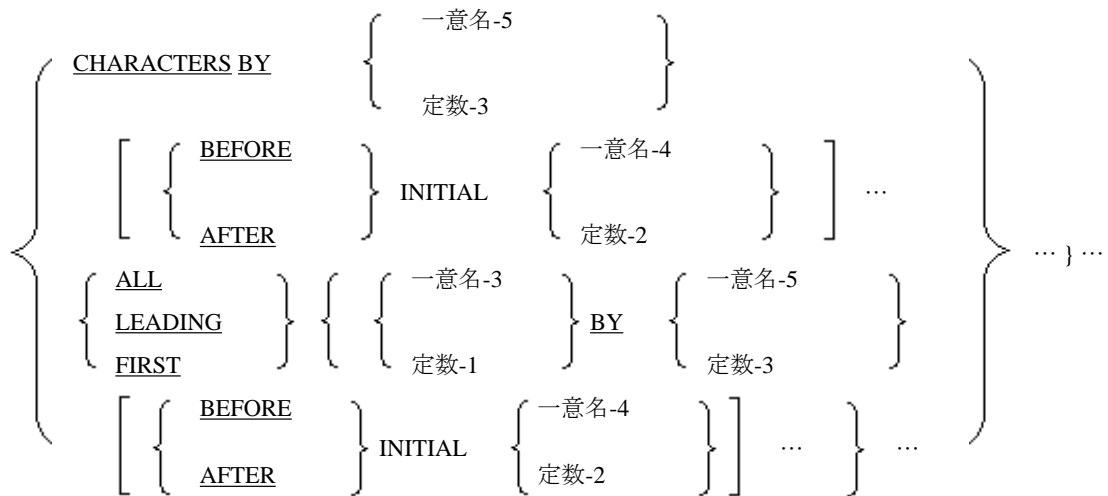 一意名-5
CHARACTERS BY
定数-3
BEFORE 一意名-4
INITIAL …
AFTER 定数-2
… } …
ALL 一意名-3 一意名-5
LEADING BY
FIRST 定数-1 定数-3
BEFORE 一意名-4
INITIAL … …
AFTER 定数-2